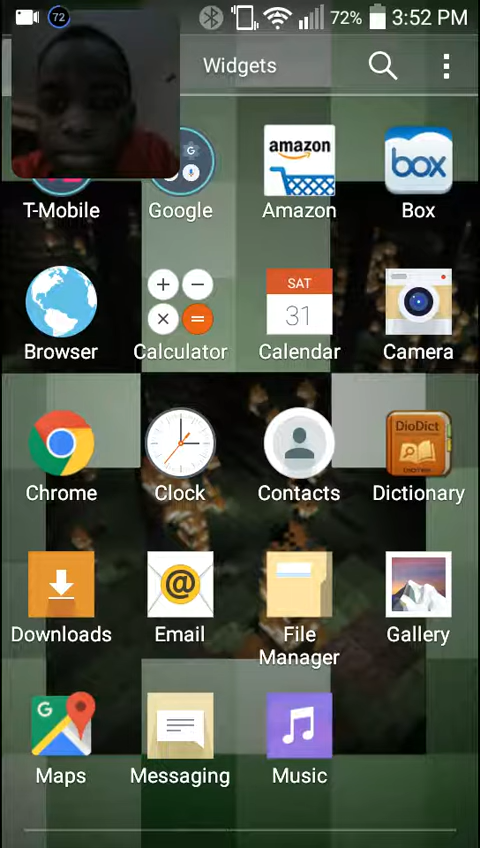 72
72%
3:52 PM
Widgets
T-Mobile
G
Google
amazon
Amazon
box
Box
Browser
Calculator
SAT
31
Calendar
Camera
Chrome
Clock
Contacts
DioDict
Dictionary
Downloads
@
Email
File
Manager
Gallery
G
Maps
Messaging
Music